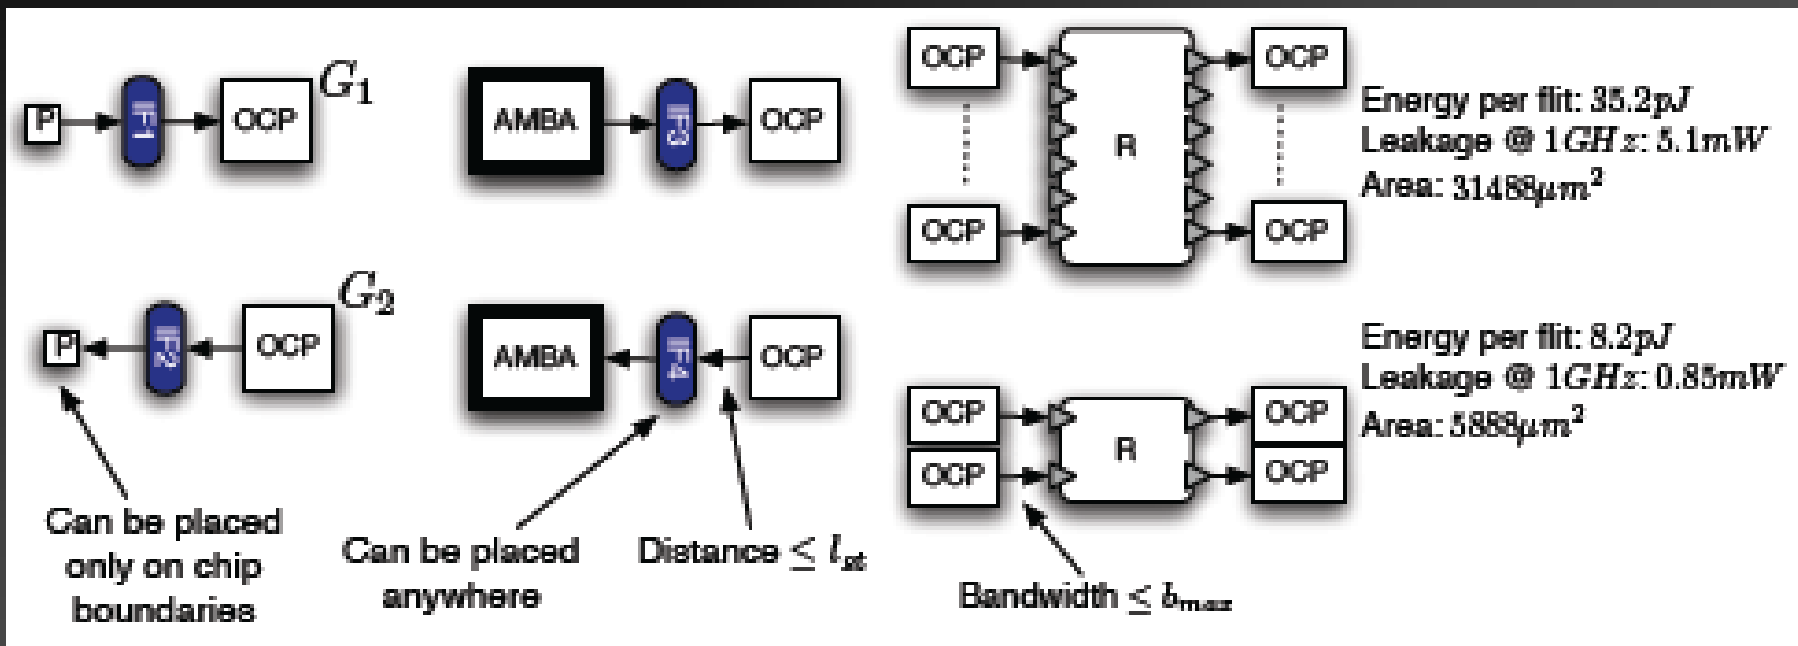 P
IF1
OCP
G₁
AMBA
IF3
OCP
OCP
R
OCP
OCP
OCP
Energy per flit: 35.2pJ
Leakage @ 1GHz: 5.1mW
Area: 31488μm²
P
IF2
OCP
G₂
AMBA
IF4
OCP
OCP
R
OCP
OCP
OCP
Energy per flit: 8.2pJ
Leakage @ 1GHz: 0.85mW
Area: 5888μm²
Can be placed
only on chip
boundaries
Can be placed
anywhere
Distance ≤ l_st
Bandwidth ≤ b_max